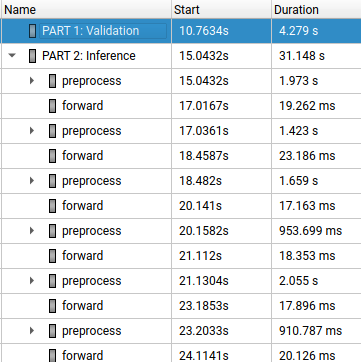 Name Start Duration
PART 1: Validation 10.7634s 4.279 s
PART 2: Inference 15.0432s 31.148 s
preprocess 15.0432s 1.973 s
forward 17.0167s 19.262 ms
preprocess 17.0361s 1.423 s
forward 18.4587s 23.186 ms
preprocess 18.482s 1.659 s
forward 20.141s 17.163 ms
preprocess 20.1582s 953.699 ms
forward 21.112s 18.353 ms
preprocess 21.1304s 2.055 s
forward 23.1853s 17.896 ms
preprocess 23.2033s 910.787 ms
forward 24.1141s 20.126 ms